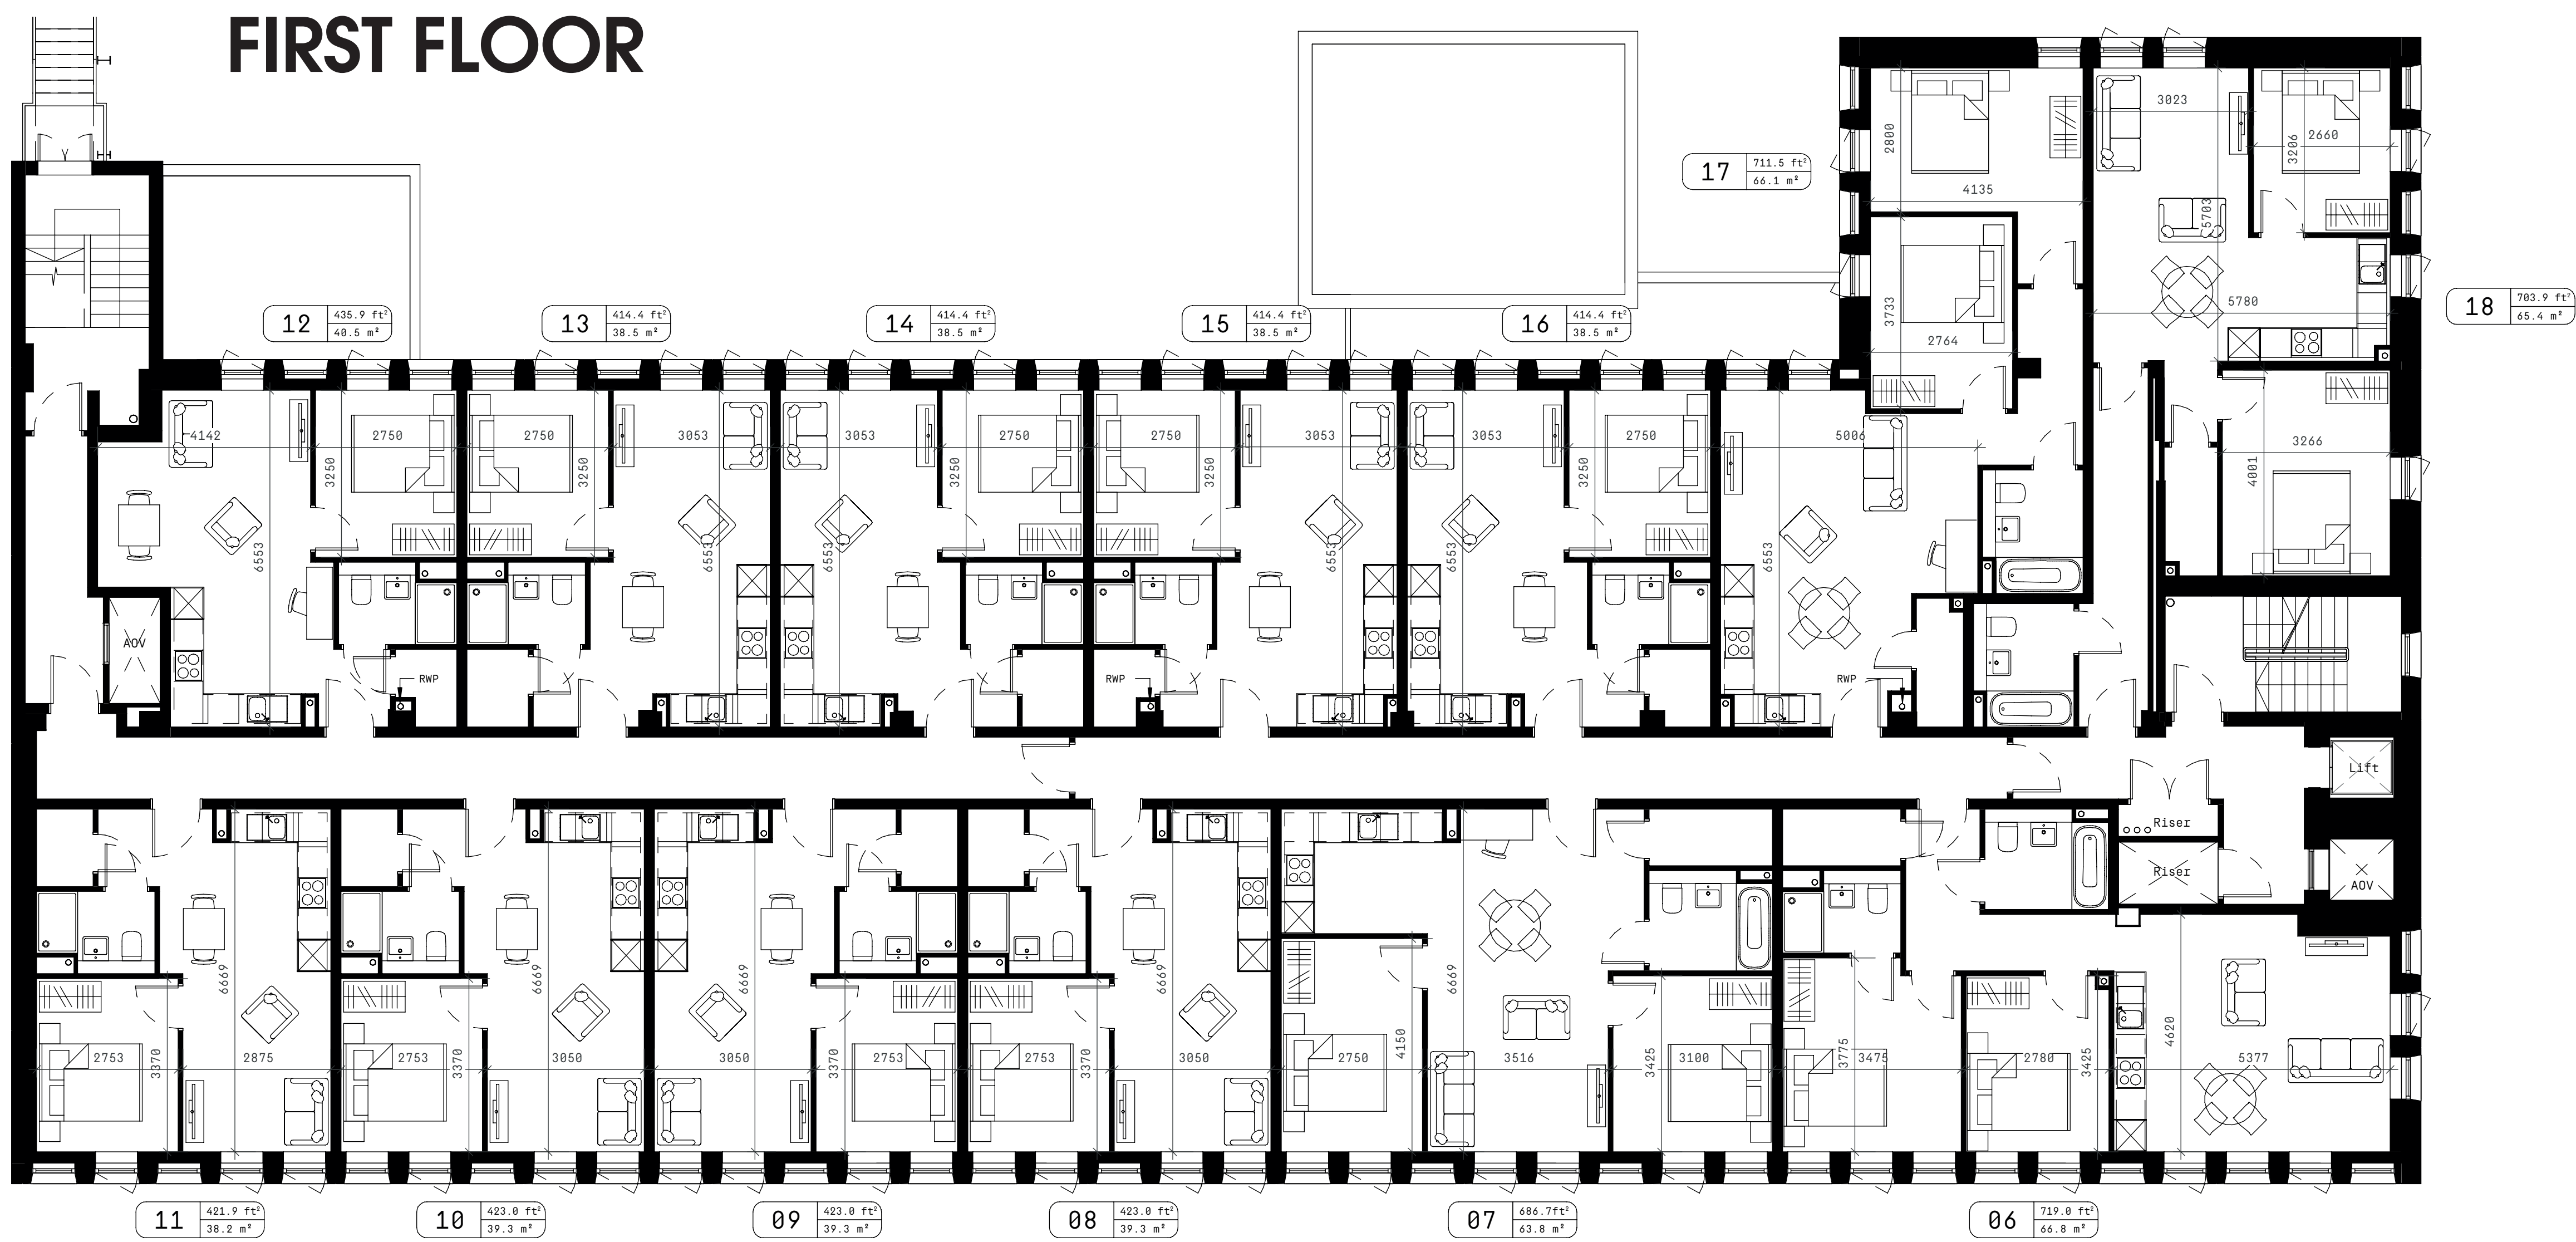 FIRST FLOOR
17
711.5 ft²
66.1 m²
2800
4135
3733
2764
3023
5703
3206
2660
5780
18
703.9 ft²
65.4 m²
3266
4001
12
435.9 ft²
40.5 m²
13
414.4 ft²
38.5 m²
14
414.4 ft²
38.5 m²
15
414.4 ft²
38.5 m²
16
414.4 ft²
38.5 m²
4142
2750
2750
3053
3053
2750
2750
3053
3053
2750
5006
3250
3250
3250
3250
3250
6553
6553
6553
6553
6553
6553
AOV
RWP
RWP
RWP
Lift
Riser
Riser
AOV
6669
6669
6669
6669
6669
2753
3370
2875
2753
3370
3050
3050
3370
2753
2753
3370
3050
2750
4150
3516
3425
3100
3775
3475
2780
3425
4620
5377
11
421.9 ft²
38.2 m²
10
423.0 ft²
39.3 m²
09
423.0 ft²
39.3 m²
08
423.0 ft²
39.3 m²
07
686.7ft²
63.8 m²
06
719.0 ft²
66.8 m²